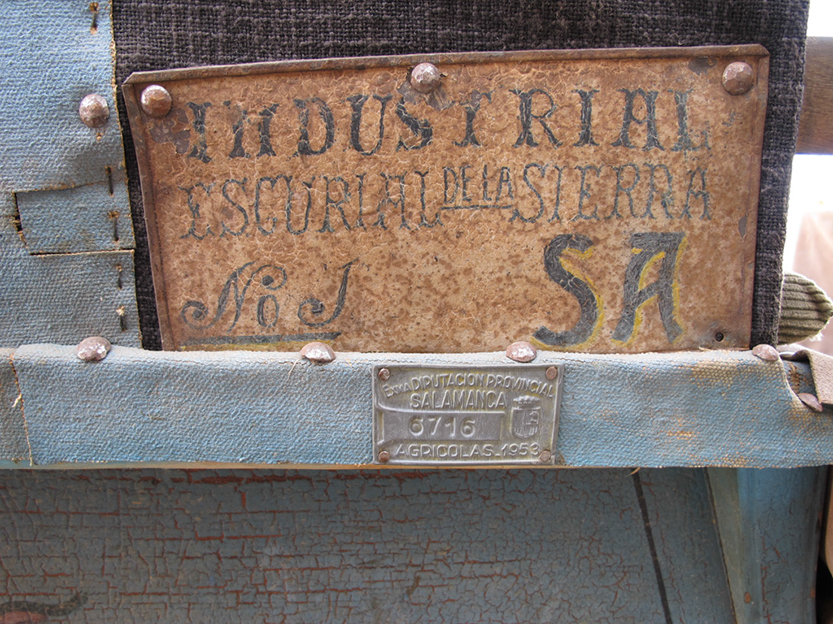 INDUSTRIAL
ESCURIAL DE LA SIERRA
No 1 SA
Exma DIPUTACION PROVINCIAL
SALAMANCA
6716
AGRICOLAS-1953